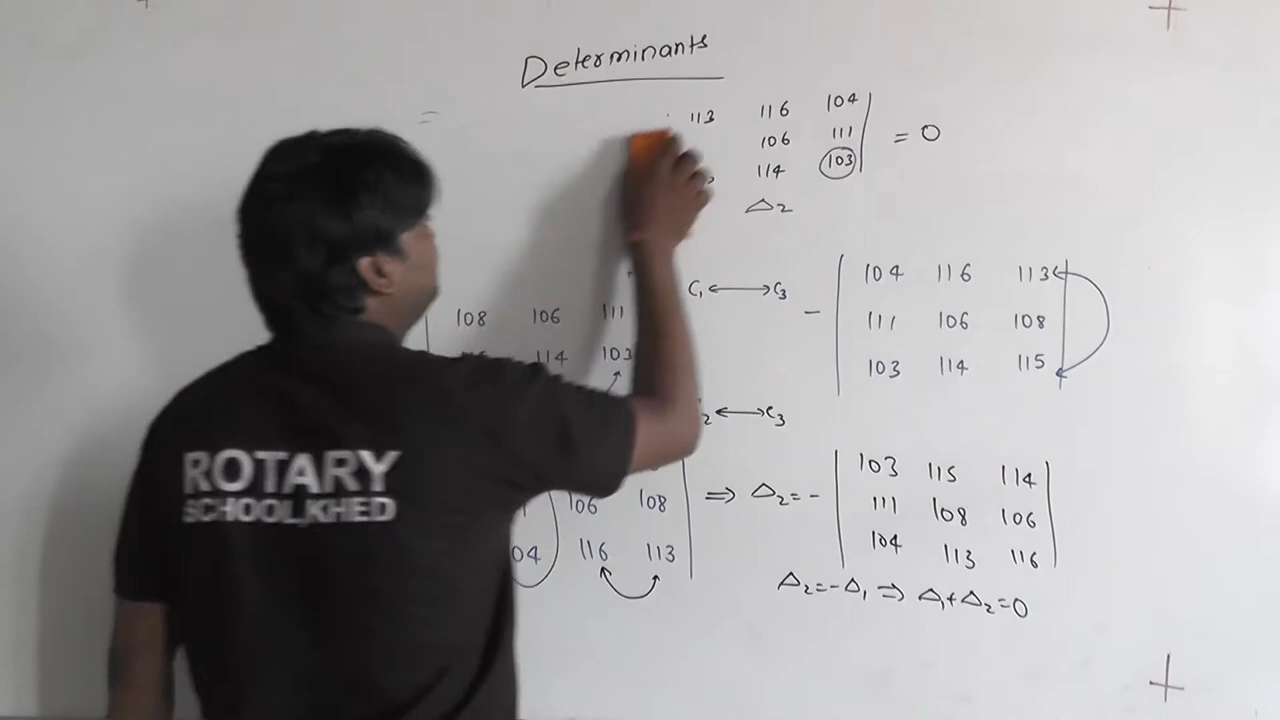 Determinants
=
113 116 104
106 111 = 0
114 103
Δ2
C1 ↔ C3
108 106 111
114 103
- | 104 116 113 |
| 111 106 108 |
| 103 114 115 |
2 ↔ C3
106 108 |
04 116 113 |
⇒ Δ2 = - | 103 115 114 |
| 111 108 106 |
| 104 113 116 |
Δ2 = -Δ1 ⇒ Δ1 + Δ2 = 0
ROTARY
SCHOOL,KHED